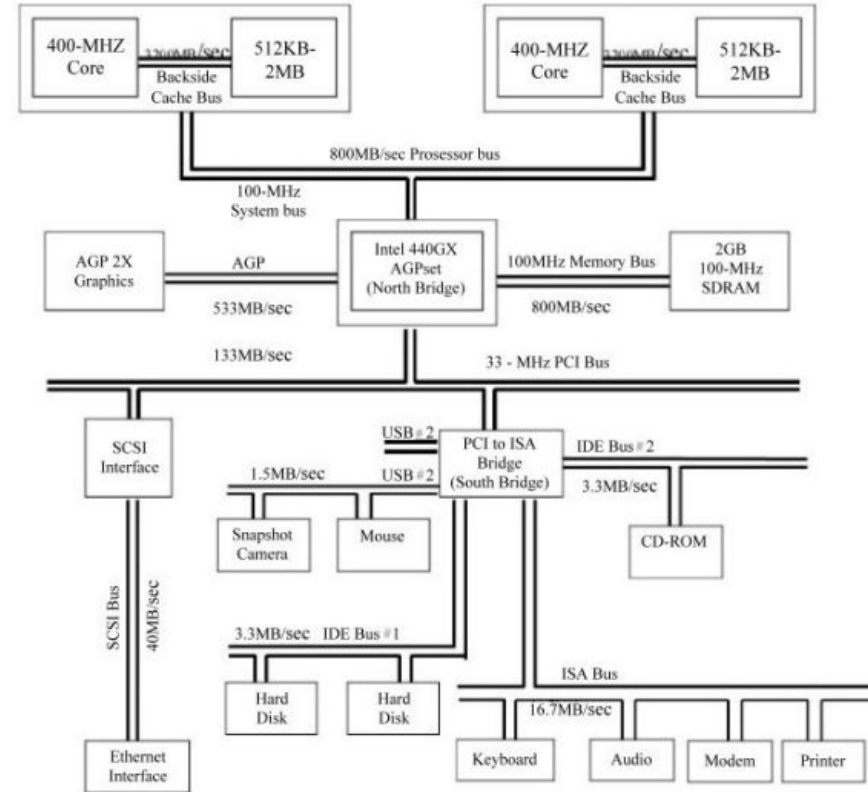 400-MHZ
Core
3200MB/sec
Backside
Cache Bus
512KB-
2MB
400-MHZ
Core
3200MB/sec
Backside
Cache Bus
512KB-
2MB
800MB/sec Prosessor bus
100-MHz
System bus
AGP 2X
Graphics
AGP
533MB/sec
Intel 440GX
AGPset
(North Bridge)
100MHz Memory Bus
800MB/sec
2GB
100-MHz
SDRAM
133MB/sec
33 - MHz PCI Bus
SCSI
Interface
USB#2
PCI to ISA
Bridge
(South Bridge)
IDE Bus#2
1.5MB/sec
USB#2
3.3MB/sec
Snapshot
Camera
Mouse
CD-ROM
SCSI Bus
40MB/sec
3.3MB/sec IDE Bus#1
Hard
Disk
Hard
Disk
ISA Bus
16.7MB/sec
Ethernet
Interface
Keyboard
Audio
Modem
Printer